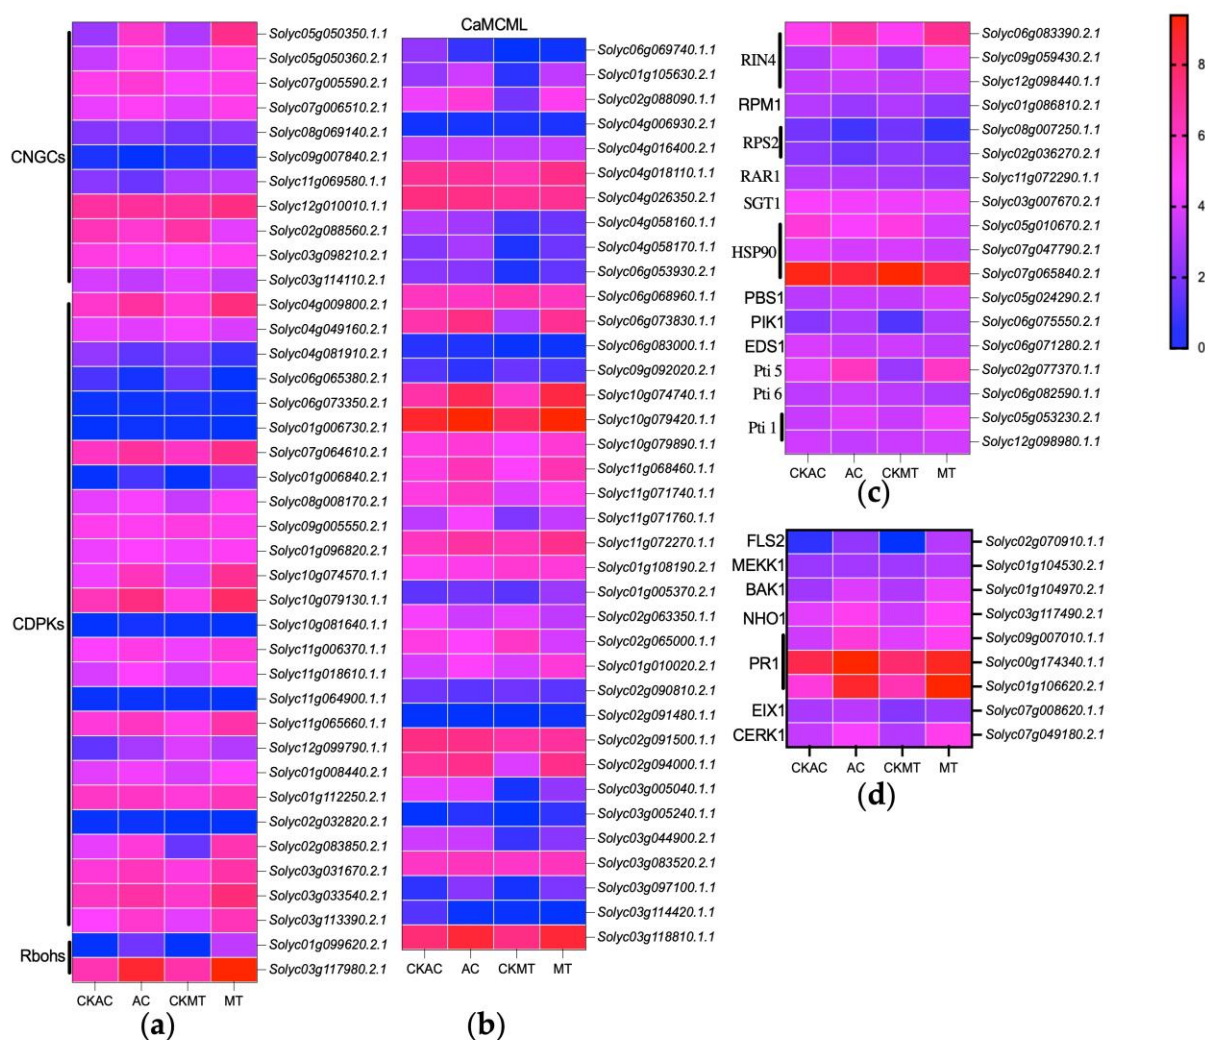 CNGCs
CDPKs
Rbohs
Solyc05g050350.1.1
Solyc05g050360.2.1
Solyc07g005590.2.1
Solyc07g006510.2.1
Solyc08g069140.2.1
Solyc09g007840.2.1
Solyc11g069580.1.1
Solyc12g010010.1.1
Solyc02g088560.2.1
Solyc03g098210.2.1
Solyc03g114110.2.1
Solyc04g009800.2.1
Solyc04g049160.2.1
Solyc04g081910.2.1
Solyc06g065380.2.1
Solyc06g073350.2.1
Solyc01g006730.2.1
Solyc07g064610.2.1
Solyc01g006840.2.1
Solyc08g008170.2.1
Solyc09g005550.2.1
Solyc01g096820.2.1
Solyc10g074570.1.1
Solyc10g079130.1.1
Solyc10g081640.1.1
Solyc11g006370.1.1
Solyc11g018610.1.1
Solyc11g064900.1.1
Solyc11g065660.1.1
Solyc12g099790.1.1
Solyc01g008440.2.1
Solyc01g112250.2.1
Solyc02g032820.2.1
Solyc02g083850.2.1
Solyc03g031670.2.1
Solyc03g033540.2.1
Solyc03g113390.2.1
Solyc01g099620.2.1
Solyc03g117980.2.1
CKAC AC CKMT MT
(a)
CaMCML
Solyc06g069740.1.1
Solyc01g105630.2.1
Solyc02g088090.1.1
Solyc04g006930.2.1
Solyc04g016400.2.1
Solyc04g018110.1.1
Solyc04g026350.2.1
Solyc04g058160.1.1
Solyc04g058170.1.1
Solyc06g053930.2.1
Solyc06g068960.1.1
Solyc06g073830.1.1
Solyc06g083000.1.1
Solyc09g092020.2.1
Solyc10g074740.1.1
Solyc10g079420.1.1
Solyc10g079890.1.1
Solyc11g068460.1.1
Solyc11g071740.1.1
Solyc11g071760.1.1
Solyc11g072270.1.1
Solyc01g108190.2.1
Solyc01g005370.2.1
Solyc02g063350.1.1
Solyc02g065000.1.1
Solyc01g010020.2.1
Solyc02g090810.2.1
Solyc02g091480.1.1
Solyc02g091500.1.1
Solyc02g094000.1.1
Solyc03g005040.1.1
Solyc03g005240.1.1
Solyc03g044900.2.1
Solyc03g083520.2.1
Solyc03g097100.1.1
Solyc03g114420.1.1
Solyc03g118810.1.1
CKAC AC CKMT MT
(b)
RIN4
RPM1
RPS2
RAR1
SGT1
HSP90
PBS1
PIK1
EDS1
Pti 5
Pti 6
Pti 1
Solyc06g083390.2.1
Solyc09g059430.2.1
Solyc12g098440.1.1
Solyc01g086810.2.1
Solyc08g007250.1.1
Solyc02g036270.2.1
Solyc11g072290.1.1
Solyc03g007670.2.1
Solyc05g010670.2.1
Solyc07g047790.2.1
Solyc07g065840.2.1
Solyc05g024290.2.1
Solyc06g075550.2.1
Solyc06g071280.2.1
Solyc02g077370.1.1
Solyc06g082590.1.1
Solyc05g053230.2.1
Solyc12g098980.1.1
CKAC AC CKMT MT
(c)
FLS2
MEKK1
BAK1
NHO1
PR1
EIX1
CERK1
Solyc02g070910.1.1
Solyc01g104530.2.1
Solyc01g104970.2.1
Solyc03g117490.2.1
Solyc09g007010.1.1
Solyc00g174340.1.1
Solyc01g106620.2.1
Solyc07g008620.1.1
Solyc07g049180.2.1
CKAC AC CKMT MT
(d)
8
6
4
2
0